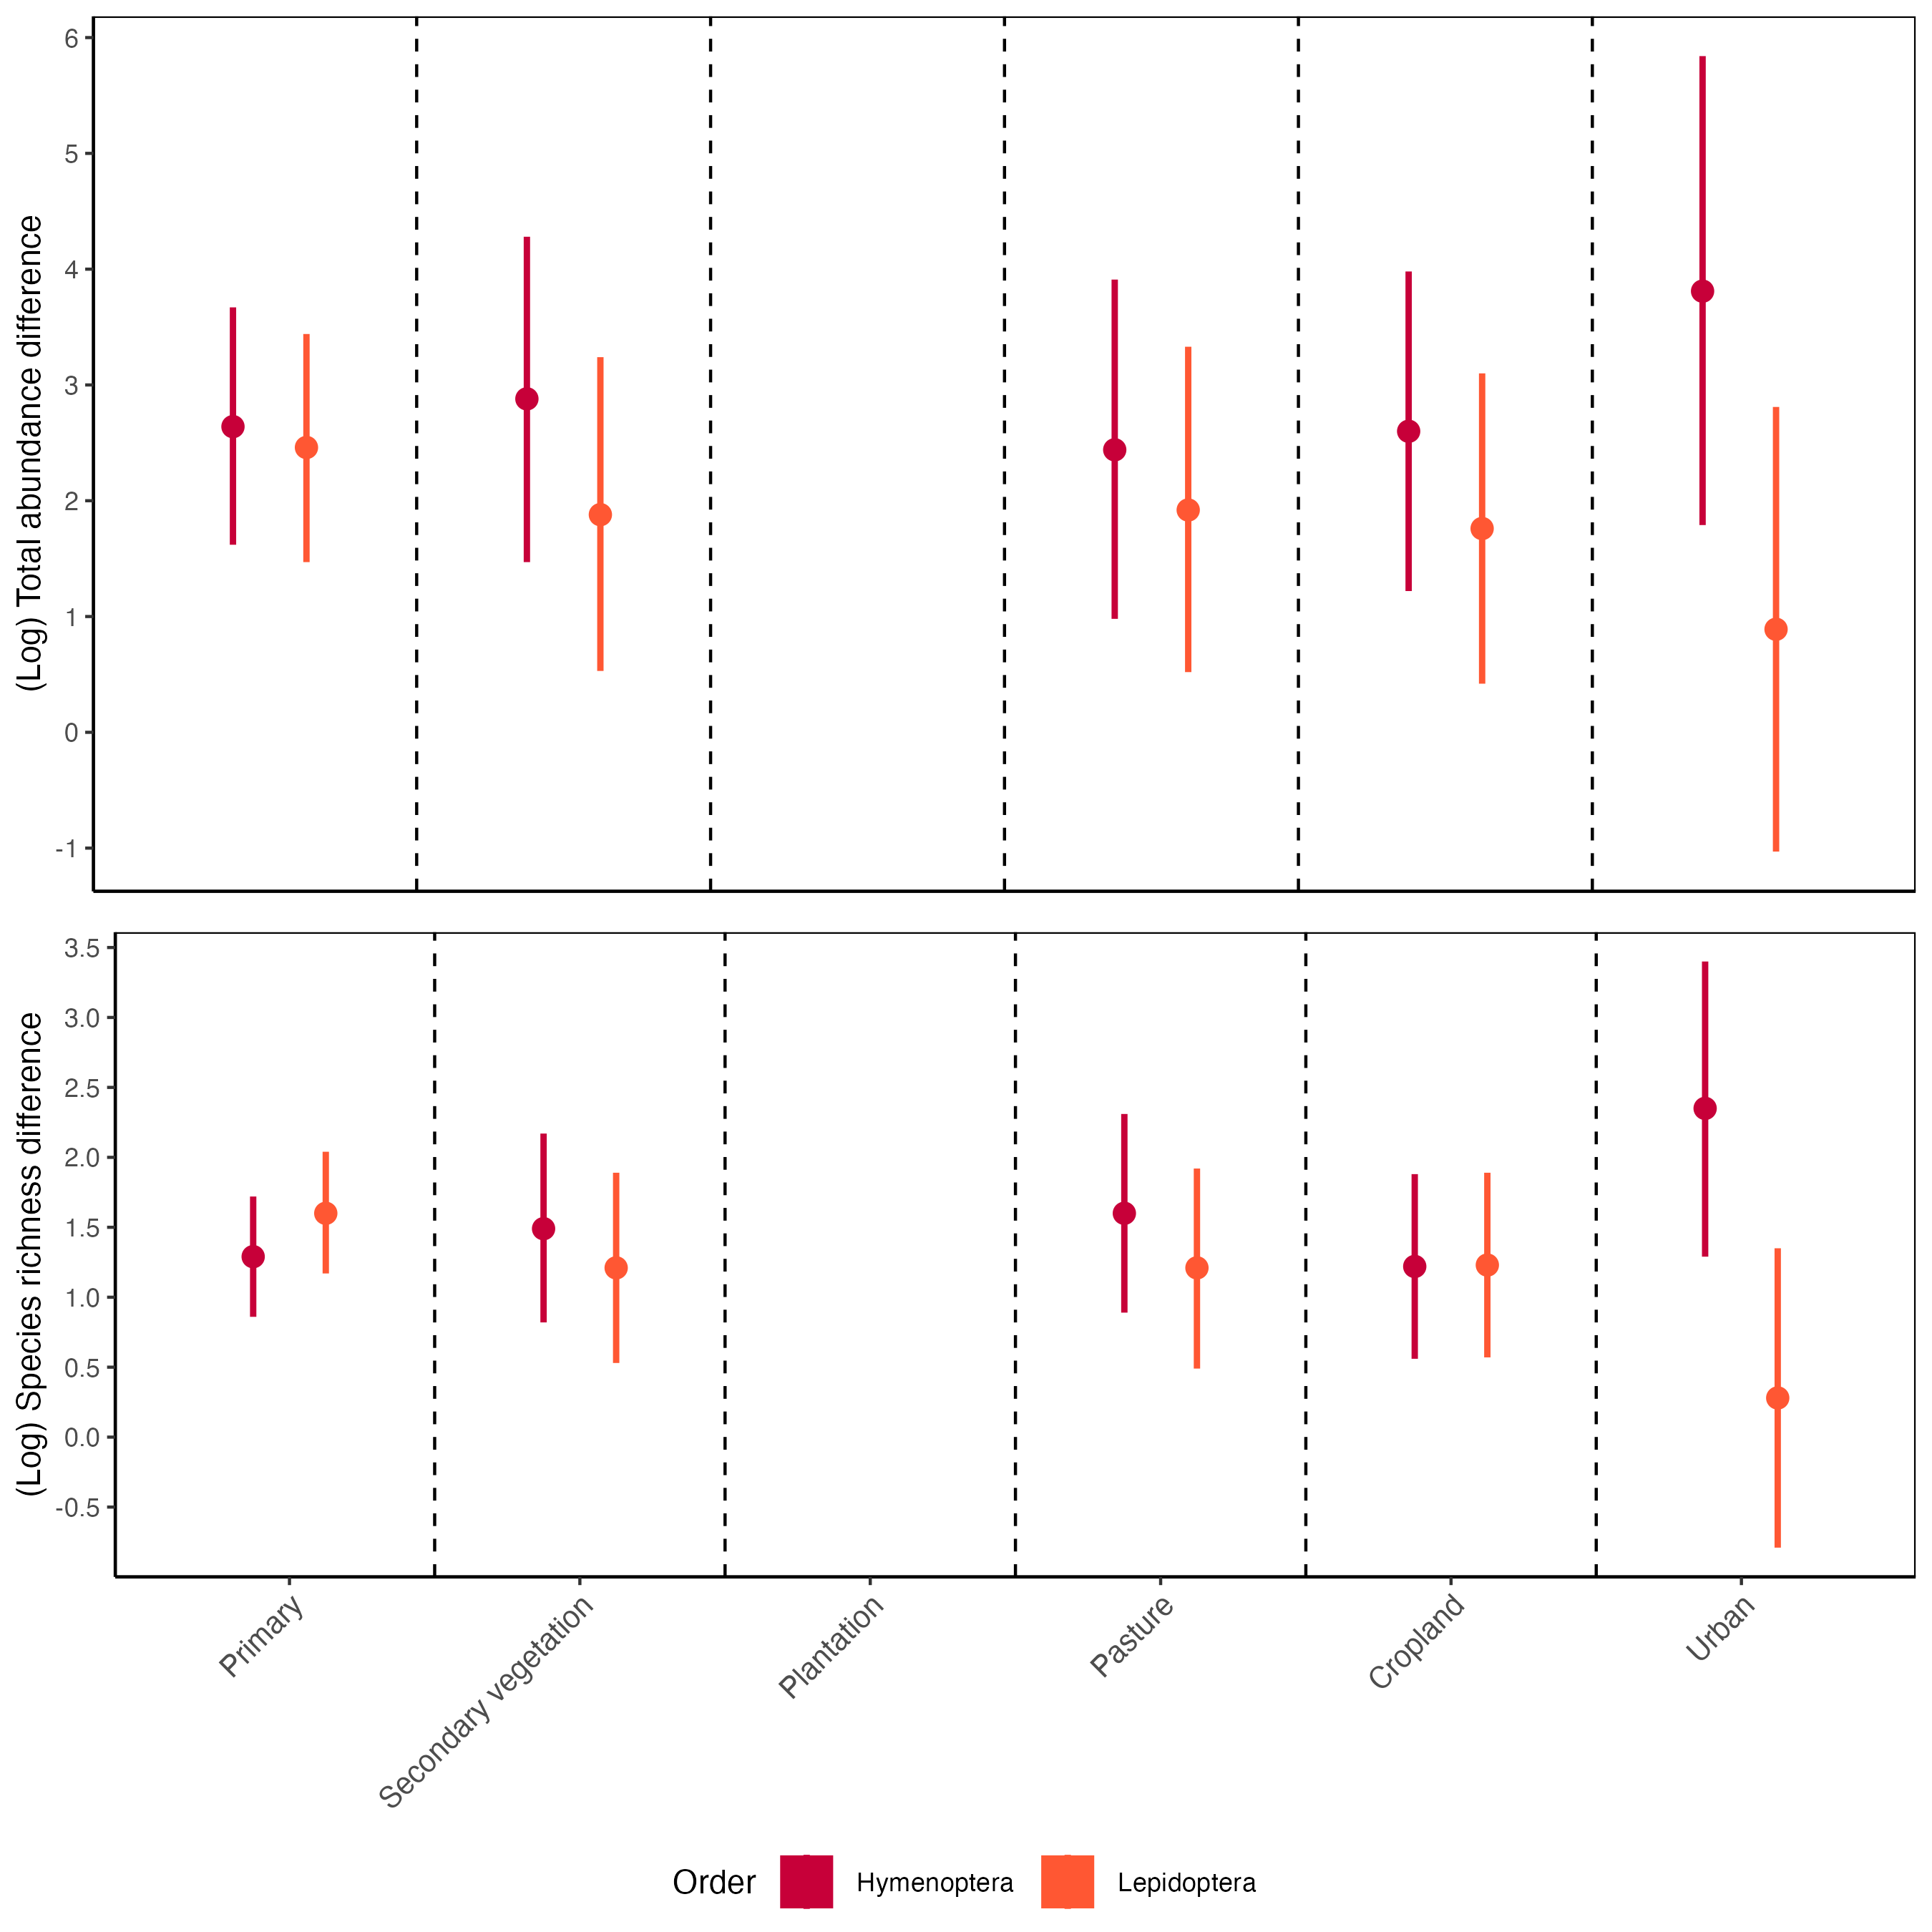 (Log) Total abundance difference
6
5
4
3
2
1
0
-1
(Log) Species richness difference
3.5
3.0
2.5
2.0
1.5
1.0
0.5
0.0
-0.5
Primary
Secondary vegetation
Plantation
Pasture
Cropland
Urban
Order Hymenoptera Lepidoptera